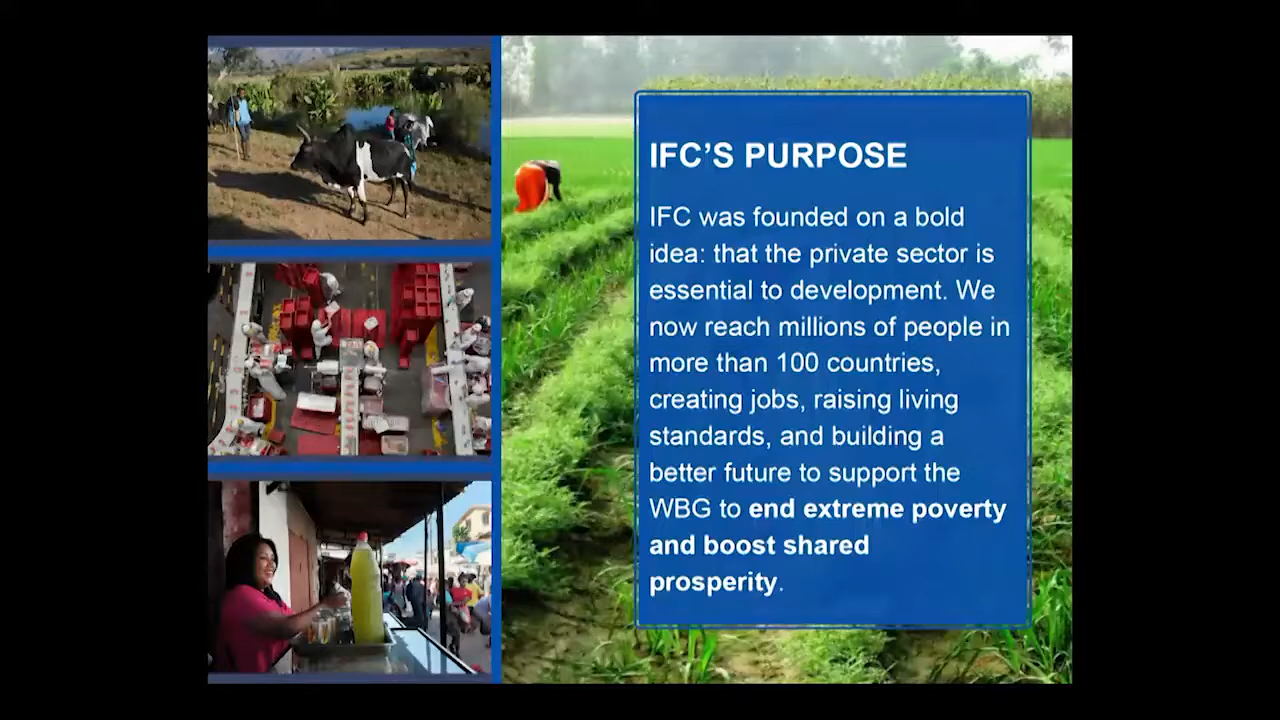 IFC’S PURPOSE
IFC was founded on a bold
idea: that the private sector is
essential to development. We
now reach millions of people in
more than 100 countries,
creating jobs, raising living
standards, and building a
better future to support the
WBG to end extreme poverty
and boost shared
prosperity.